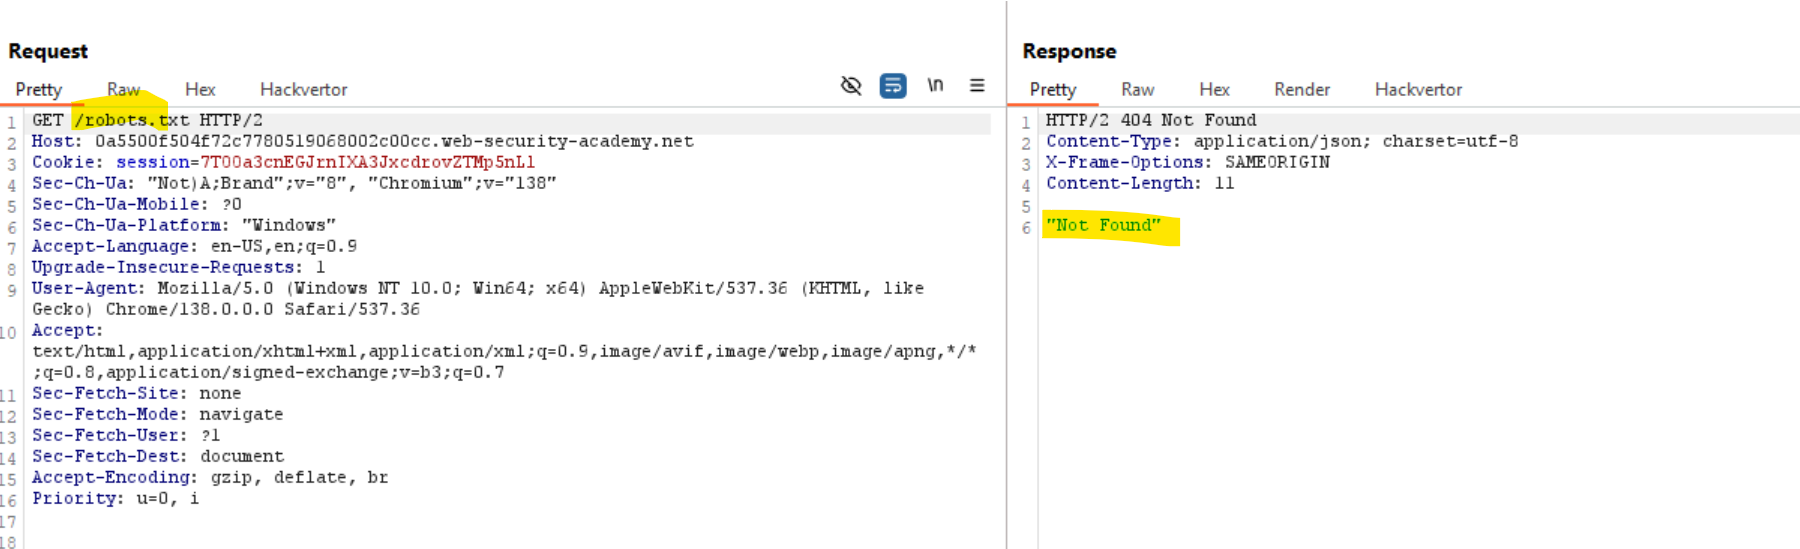 Request
Pretty Raw Hex Hackvertor \n
1 GET /robots.txt HTTP/2
2 Host: 0a5500f504f72c7780519068002c00cc.web-security-academy.net
3 Cookie: session=7T00a3cnEGJrnIXA3JxcdrovZTMp5nLl
4 Sec-Ch-Ua: "Not)A;Brand";v="8", "Chromium";v="138"
5 Sec-Ch-Ua-Mobile: ?0
6 Sec-Ch-Ua-Platform: "Windows"
7 Accept-Language: en-US,en;q=0.9
8 Upgrade-Insecure-Requests: 1
9 User-Agent: Mozilla/5.0 (Windows NT 10.0; Win64; x64) AppleWebKit/537.36 (KHTML, like
Gecko) Chrome/138.0.0.0 Safari/537.36
10 Accept:
text/html,application/xhtml+xml,application/xml;q=0.9,image/avif,image/webp,image/apng,*/*
;q=0.8,application/signed-exchange;v=b3;q=0.7
11 Sec-Fetch-Site: none
12 Sec-Fetch-Mode: navigate
13 Sec-Fetch-User: ?1
14 Sec-Fetch-Dest: document
15 Accept-Encoding: gzip, deflate, br
16 Priority: u=0, i
17
18
Response
Pretty Raw Hex Render Hackvertor
1 HTTP/2 404 Not Found
2 Content-Type: application/json; charset=utf-8
3 X-Frame-Options: SAMEORIGIN
4 Content-Length: 11
5
6 "Not Found"